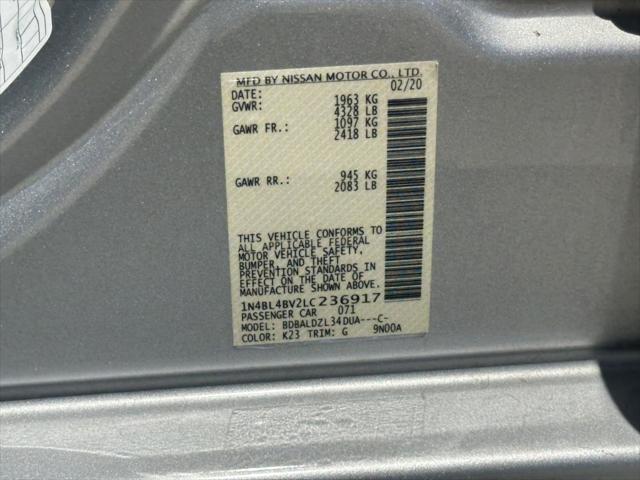 MFD BY NISSAN MOTOR CO., LTD.
DATE: 02/20
GVWR: 1963 KG
4328 LB
GAWR FR.: 1097 KG
2418 LB
GAWR RR.: 945 KG
2083 LB
THIS VEHICLE CONFORMS TO
ALL APPLICABLE FEDERAL
MOTOR VEHICLE SAFETY,
BUMPER, AND THEFT
PREVENTION STANDARDS IN
EFFECT ON THE DATE OF
MANUFACTURE SHOWN ABOVE.
1N4BL4BV2LC236917
PASSENGER CAR 071
MODEL: BDBALDZL34DUA---C-
COLOR: K23 TRIM: G 9N00A